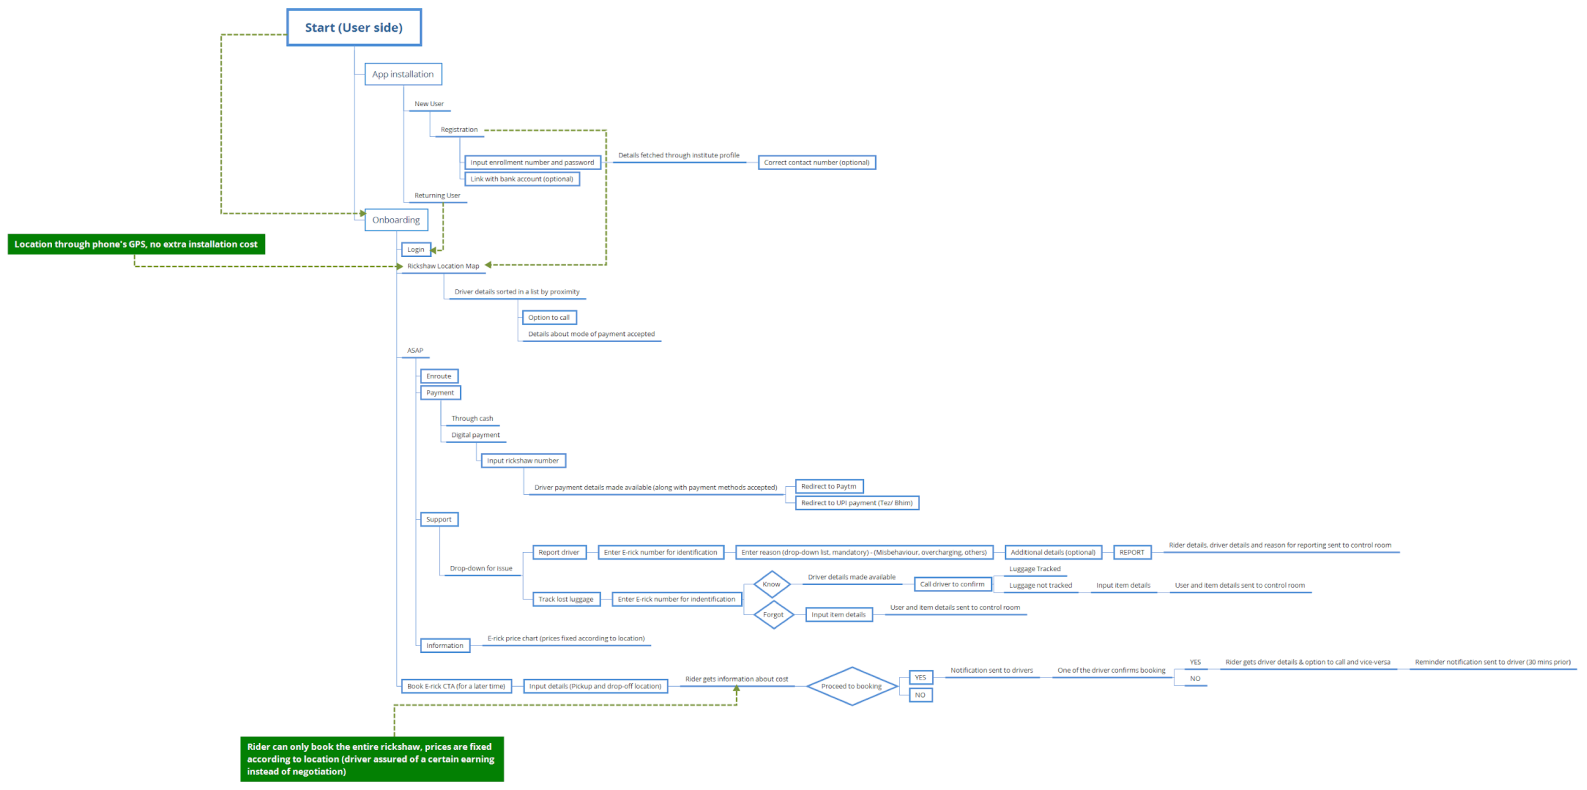 Start (User side)
App installation
New User
Registration
Input enrollment number and password
Details fetched through institute profile
Correct contact number (optional)
Link with bank account (optional)
Returning User
Onboarding
Location through phone's GPS, no extra installation cost
Login
Rickshaw Location Map
Driver details sorted in a list by proximity
Option to call
Details about mode of payment accepted
ASAP
Enroute
Payment
Through cash
Digital payment
Input rickshaw number
Driver payment details made available (along with payment methods accepted)
Redirect to Paytm
Redirect to UPI payment (Tez/ Bhim)
Support
Drop-down for issue
Report driver
Enter E-rick number for identification
Enter reason (drop-down list, mandatory) - (Misbehaviour, overcharging, others)
Additional details (optional)
REPORT
Rider details, driver details and reason for reporting sent to control room
Track lost luggage
Enter E-rick number for indentification
Know
Driver details made available
Call driver to confirm
Luggage Tracked
Luggage not tracked
Input item details
User and item details sent to control room
Forgot
Input item details
User and item details sent to control room
Information
E-rick price chart (prices fixed according to location)
Book E-rick CTA (for a later time)
Input details (Pickup and drop-off location)
Rider gets information about cost
Proceed to booking
YES
Notification sent to drivers
One of the driver confirms booking
YES
Rider gets driver details & option to call and vice-versa
Reminder notification sent to driver (30 mins prior)
NO
NO
Rider can only book the entire rickshaw, prices are fixed
according to location (driver assured of a certain earning
instead of negotiation)